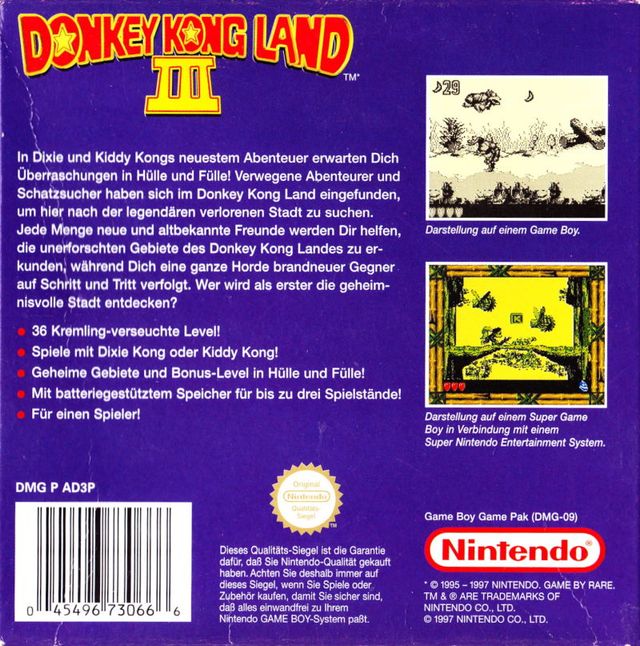 DONKEY KONG LAND
III
TM*
In Dixie und Kiddy Kongs neuestem Abenteuer erwarten Dich
Überraschungen in Hülle und Fülle! Verwegene Abenteurer und
Schatzsucher haben sich im Donkey Kong Land eingefunden,
um hier nach der legendären verlorenen Stadt zu suchen.
Jede Menge neue und altbekannte Freunde werden Dir helfen,
die unerforschten Gebiete des Donkey Kong Landes zu er-
kunden, während Dich eine ganze Horde brandneuer Gegner
auf Schritt und Tritt verfolgt. Wer wird als erster die geheim-
nisvolle Stadt entdecken?
• 36 Kremling-verseuchte Level!
• Spiele mit Dixie Kong oder Kiddy Kong!
• Geheime Gebiete und Bonus-Level in Hülle und Fülle!
• Mit batteriegestütztem Speicher für bis zu drei Spielstände!
• Für einen Spieler!
29
Darstellung auf einem Game Boy.
K
Darstellung auf einem Super Game
Boy in Verbindung mit einem
Super Nintendo Entertainment System.
DMG P AD3P
0 45496 73066 6
Original
Nintendo
Qualitäts-
Siegel
TM
Dieses Qualitäts-Siegel ist die Garantie
dafür, daß Sie Nintendo-Qualität gekauft
haben. Achten Sie deshalb immer auf
dieses Siegel, wenn Sie Spiele oder
Zubehör kaufen, damit Sie sicher sind,
daß alles einwandfrei zu Ihrem
Nintendo GAME BOY-System paßt.
Game Boy Game Pak (DMG-09)
Nintendo®
* © 1995 - 1997 NINTENDO. GAME BY RARE.
TM & ® ARE TRADEMARKS OF
NINTENDO CO., LTD.
© 1997 NINTENDO CO., LTD.